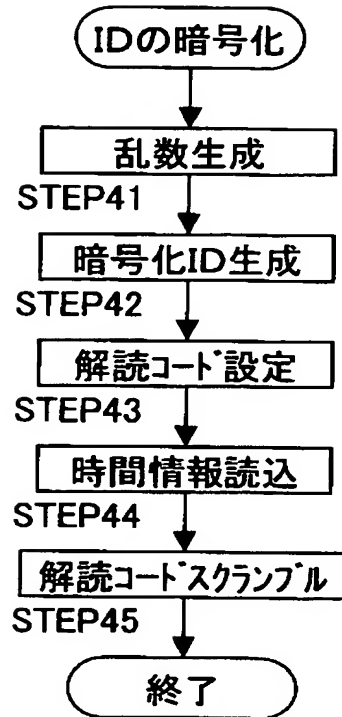 IDの暗号化
乱数生成
STEP41
暗号化ID生成
STEP42
解読ｺｰﾄﾞ設定
STEP43
時間情報読込
STEP44
解読ｺｰﾄﾞｽｸﾗﾝﾌﾞﾙ
STEP45
終了